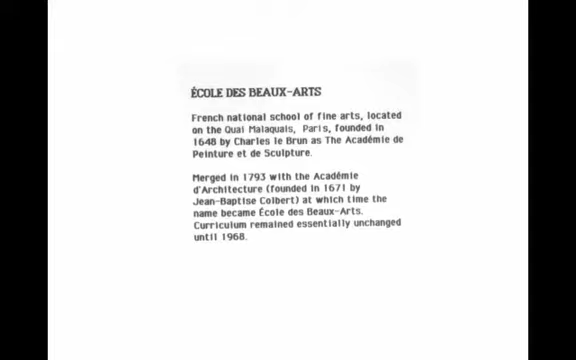 ÉCOLE DES BEAUX-ARTS
French national school of fine arts, located
on the Quai Malaquais, Paris, founded in
1648 by Charles le Brun as The Académie de
Peinture et de Sculpture.
Merged in 1793 with the Académie
d'Architecture (founded in 1671 by
Jean-Baptise Colbert) at which time the
name became École des Beaux-Arts.
Curriculum remained essentially unchanged
until 1968.